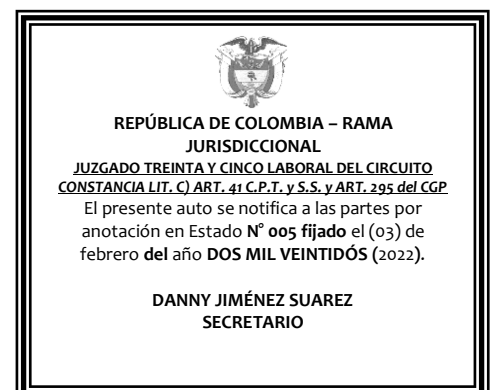 REPÚBLICA DE COLOMBIA – RAMA
JURISDICCIONAL
JUZGADO TREINTA Y CINCO LABORAL DEL CIRCUITO
CONSTANCIA LIT. C) ART. 41 C.P.T. y S.S. y ART. 295 del CGP
El presente auto se notifica a las partes por
anotación en Estado N° 005 fijado el (03) de
febrero del año DOS MIL VEINTIDÓS (2022).
DANNY JIMÉNEZ SUAREZ
SECRETARIO